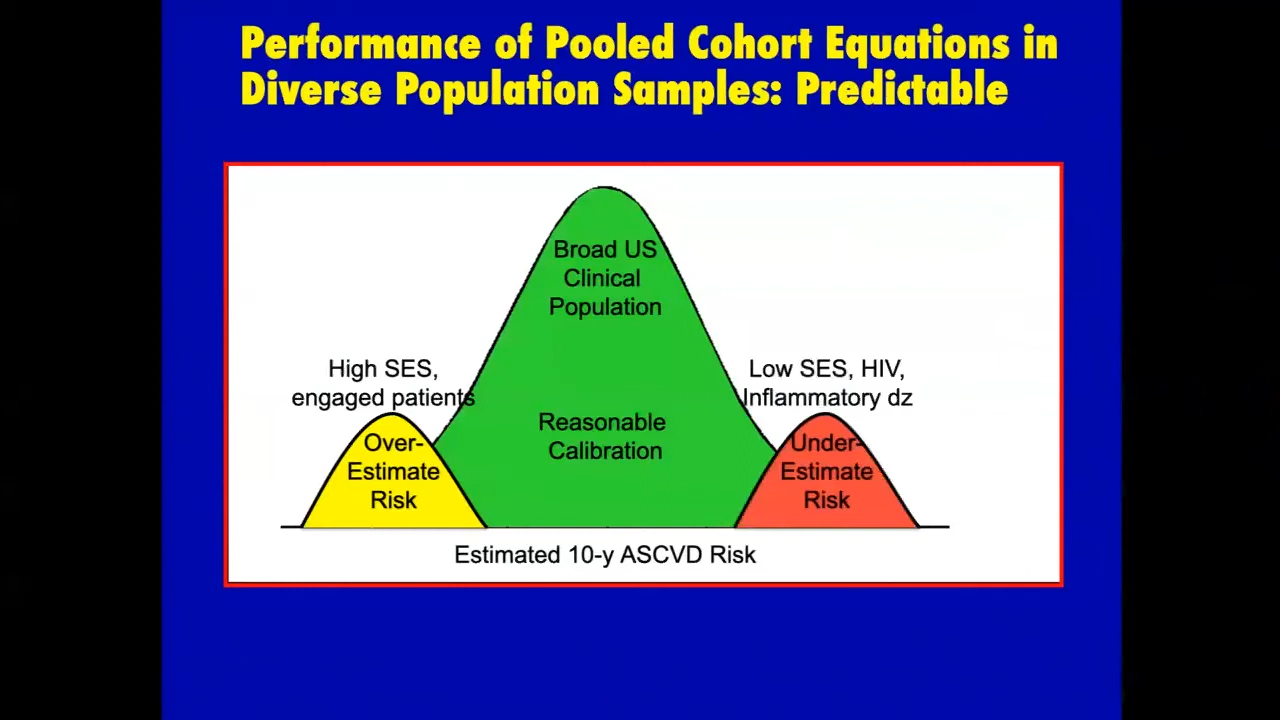 Performance of Pooled Cohort Equations in
Diverse Population Samples: Predictable
Broad US
Clinical
Population
High SES,
engaged patients
Low SES, HIV,
Inflammatory dz
Reasonable
Calibration
Over-
Estimate
Risk
Under-
Estimate
Risk
Estimated 10-y ASCVD Risk